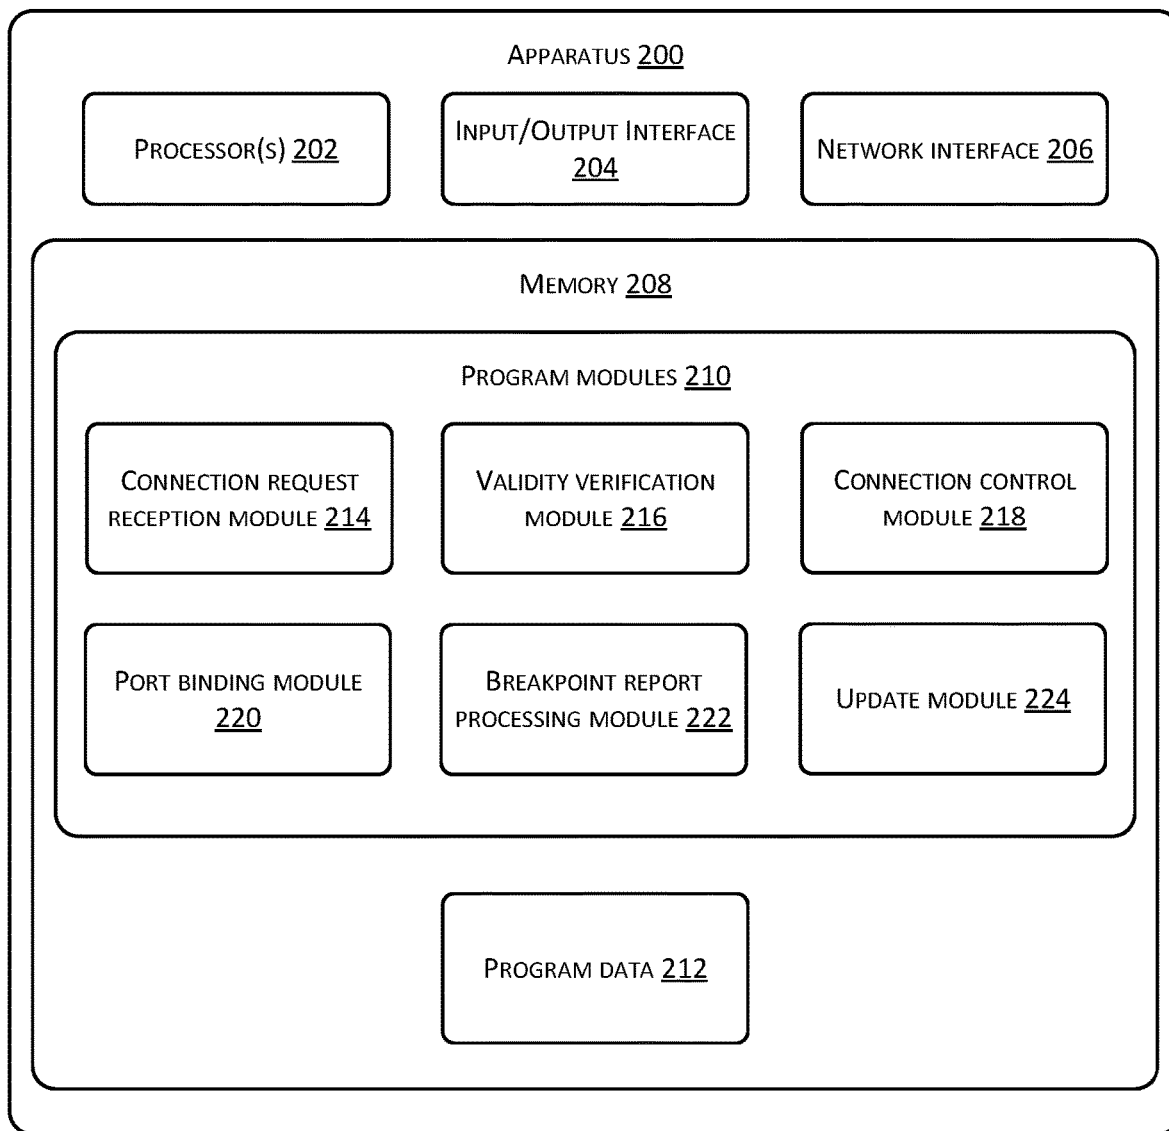 APPARATUS 200
PROCESSOR(S) 202
INPUT/OUTPUT INTERFACE
204
NETWORK INTERFACE 206
MEMORY 208
PROGRAM MODULES 210
CONNECTION REQUEST
RECEPTION MODULE 214
VALIDITY VERIFICATION
MODULE 216
CONNECTION CONTROL
MODULE 218
PORT BINDING MODULE
220
BREAKPOINT REPORT
PROCESSING MODULE 222
UPDATE MODULE 224
PROGRAM DATA 212